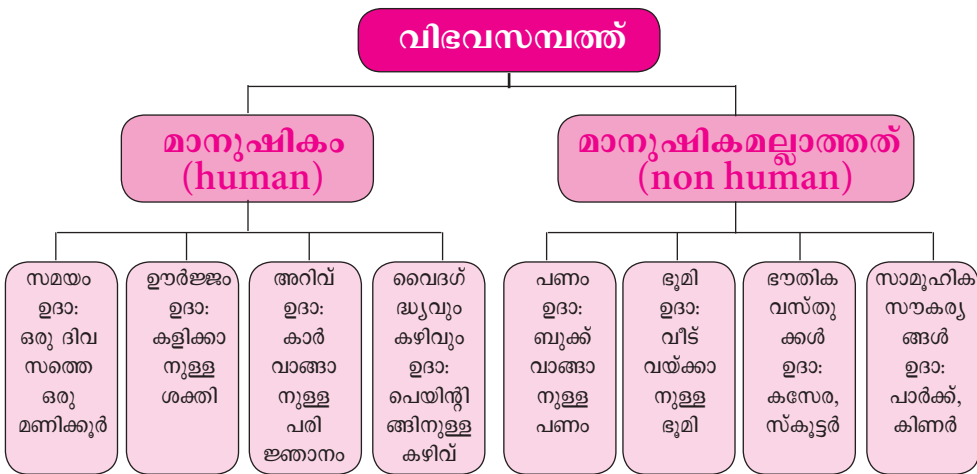 വിഭവസമ്പത്ത്
മാനുഷികം
(human)
മാനുഷികമല്ലാത്തത്
(non human)
സമയം
ഉദാ:
ഒരു ദിവ
സത്തെ
ഒരു
മണിക്കൂർ
ഊർജ്ജം
ഉദാ:
കളിക്കാ
നുള്ള
ശക്തി
അറിവ്
ഉദാ:
കാർ
വാങ്ങാ
നുള്ള
പരി
ജ്ഞാനം
വൈദഗ്
ദ്ധ്യവും
കഴിവും
ഉദാ:
പെയിന്റി
ങ്ങിനുള്ള
കഴിവ്
പണം
ഉദാ:
ബുക്ക്
വാങ്ങാ
നുള്ള
പണം
ഭൂമി
ഉദാ:
വീട്
വയ്ക്കാ
നുള്ള
ഭൂമി
ഭൗതിക
വസ്തു
ക്കൾ
ഉദാ:
കസേര,
സ്കൂട്ടർ
സാമൂഹിക
സൗകര്യ
ങ്ങൾ
ഉദാ:
പാർക്ക്,
കിണർ